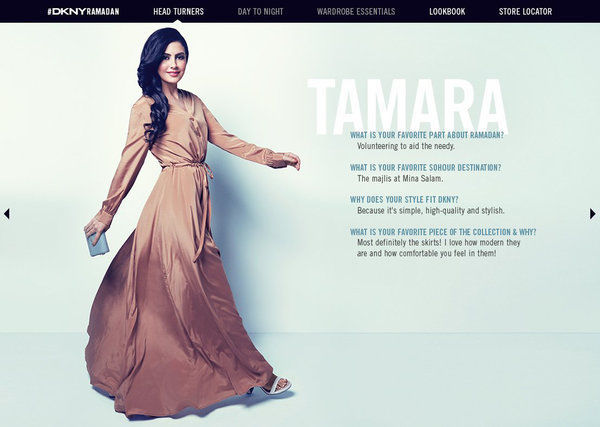 #DKNYRAMADAN HEAD TURNERS DAY TO NIGHT WARDROBE ESSENTIALS LOOKBOOK STORE LOCATOR
TAMARA
WHAT IS YOUR FAVORITE PART ABOUT RAMADAN?
Volunteering to aid the needy.
WHAT IS YOUR FAVORITE SOHOUR DESTINATION?
The majlis at Mina Salam.
WHY DOES YOUR STYLE FIT DKNY?
Because it's simple, high-quality and stylish.
WHAT IS YOUR FAVORITE PIECE OF THE COLLECTION & WHY?
Most definitely the skirts! I love how modern they
are and how comfortable you feel in them!